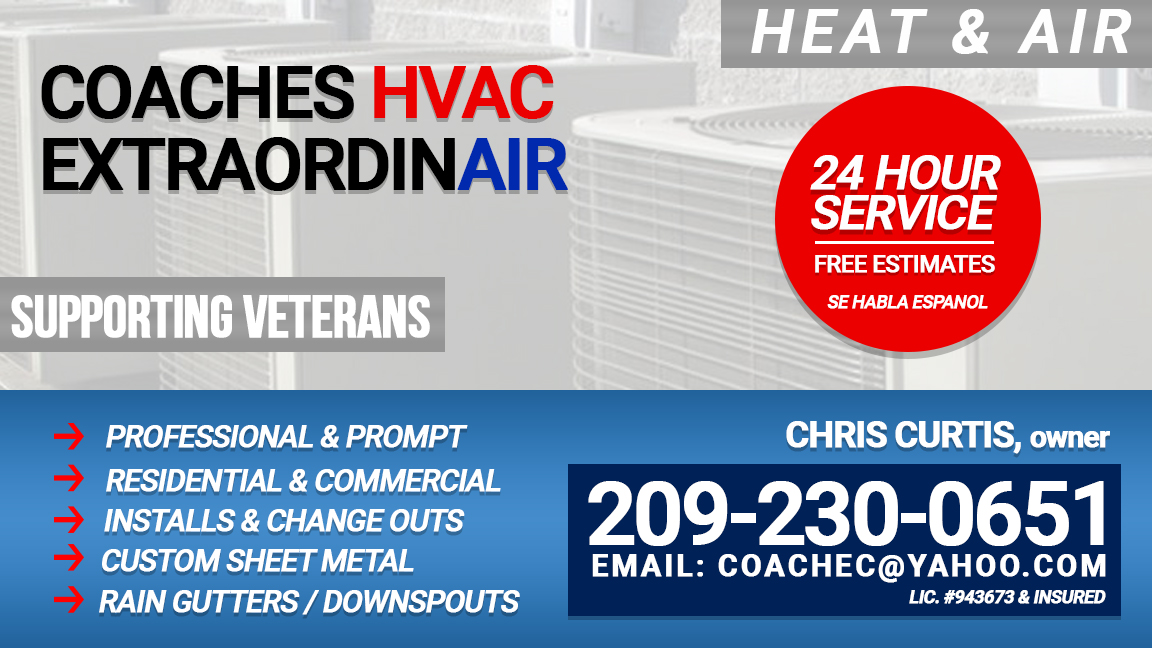 HEAT & AIR
COACHES HVAC
EXTRAORDINAIR
24 HOUR
SERVICE
FREE ESTIMATES
SE HABLA ESPANOL
SUPPORTING VETERANS
PROFESSIONAL & PROMPT
RESIDENTIAL & COMMERCIAL
INSTALLS & CHANGE OUTS
CUSTOM SHEET METAL
RAIN GUTTERS / DOWNSPOUTS
CHRIS CURTIS, owner
209-230-0651
EMAIL: COACHEC@YAHOO.COM
LIC. #943673 & INSURED